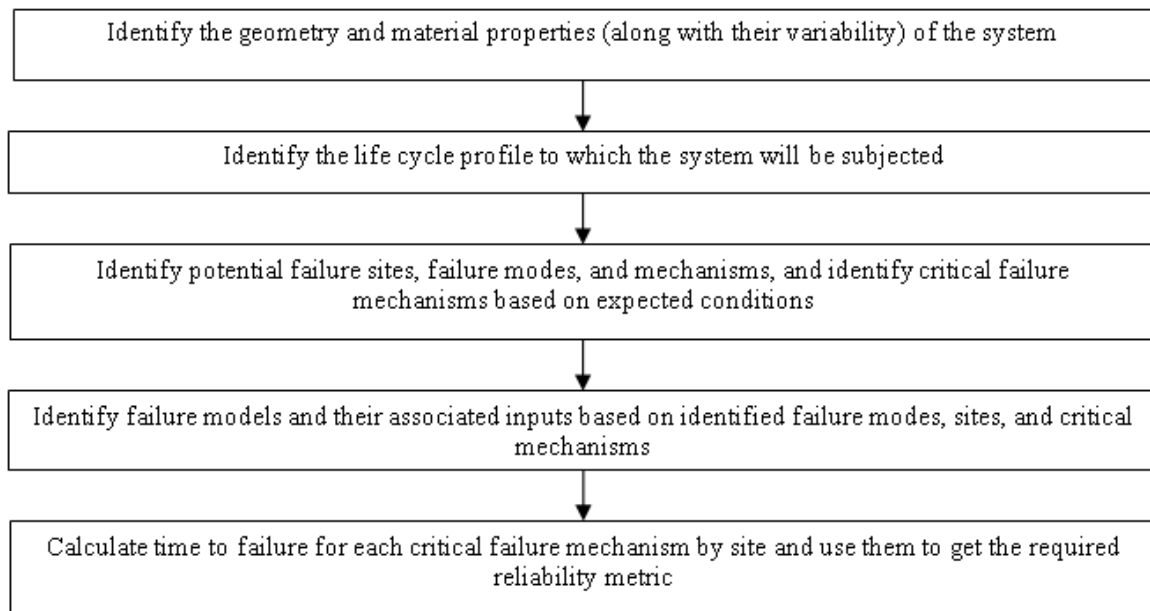 Identify the geometry and material properties (along with their variability) of the system
Identify the life cycle profile to which the system will be subjected
Identify potential failure sites, failure modes, and mechanisms, and identify critical failure
mechanisms based on expected conditions
Identify failure models and their associated inputs based on identified failure modes, sites, and critical
mechanisms
Calculate time to failure for each critical failure mechanism by site and use them to get the required
reliability metric